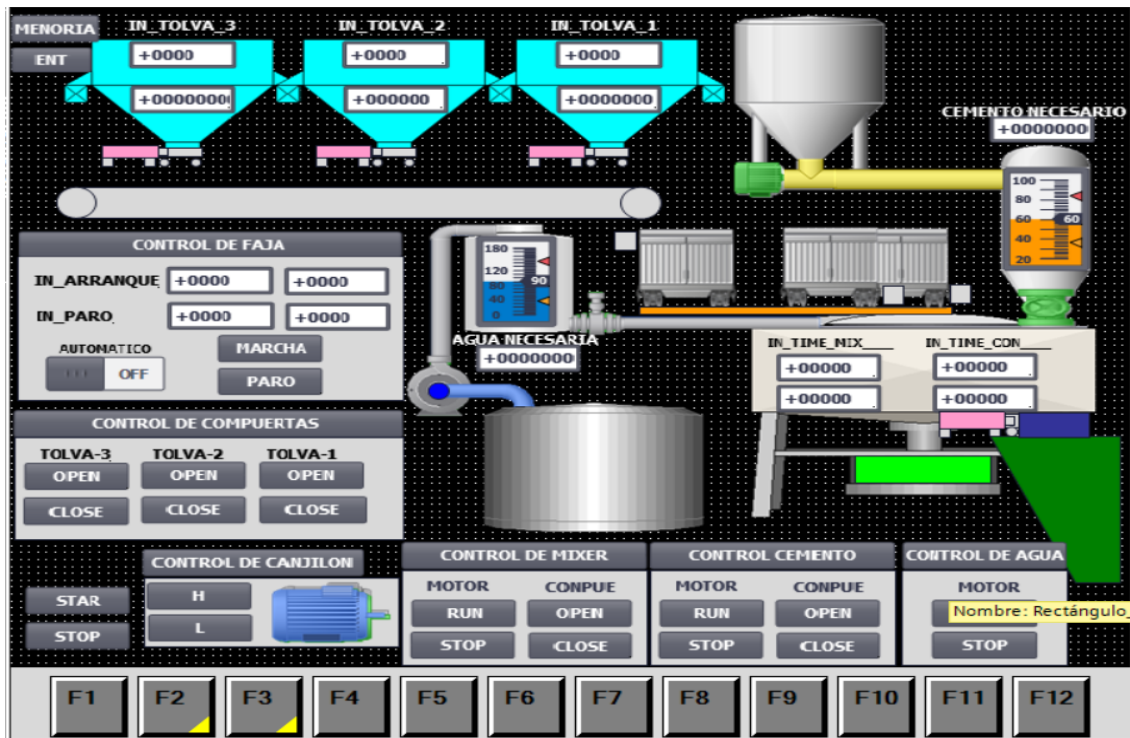 MENORIA
IN_TOLVA_3
IN_TOLVA_2
IN_TOLVA_1
ENT
+0000
+0000
+0000
+0000000
+000000
+0000000
CEMENTO NECESARIO
+0000000
100
80
60
60
40
20
CONTROL DE FAJA
IN_ARRANQUE
+0000
+0000
IN_PARO
+0000
+0000
AUTOMATICO
OFF
MARCHA
PARO
180
120
90
80
40
0
AGUA NECESARIA
+0000000
IN_TIME_MIX___
IN_TIME_CON___
+00000
+00000
+00000
+00000
CONTROL DE COMPUERTAS
TOLVA-3
TOLVA-2
TOLVA-1
OPEN
OPEN
OPEN
CLOSE
CLOSE
CLOSE
STAR
STOP
CONTROL DE CANJILON
H
L
CONTROL DE MIXER
MOTOR
CONPUE
RUN
OPEN
STOP
CLOSE
CONTROL CEMENTO
MOTOR
CONPUE
RUN
OPEN
STOP
CLOSE
CONTROL DE AGUA
MOTOR
Nombre: Rectángulo_
STOP
F1
F2
F3
F4
F5
F6
F7
F8
F9
F10
F11
F12